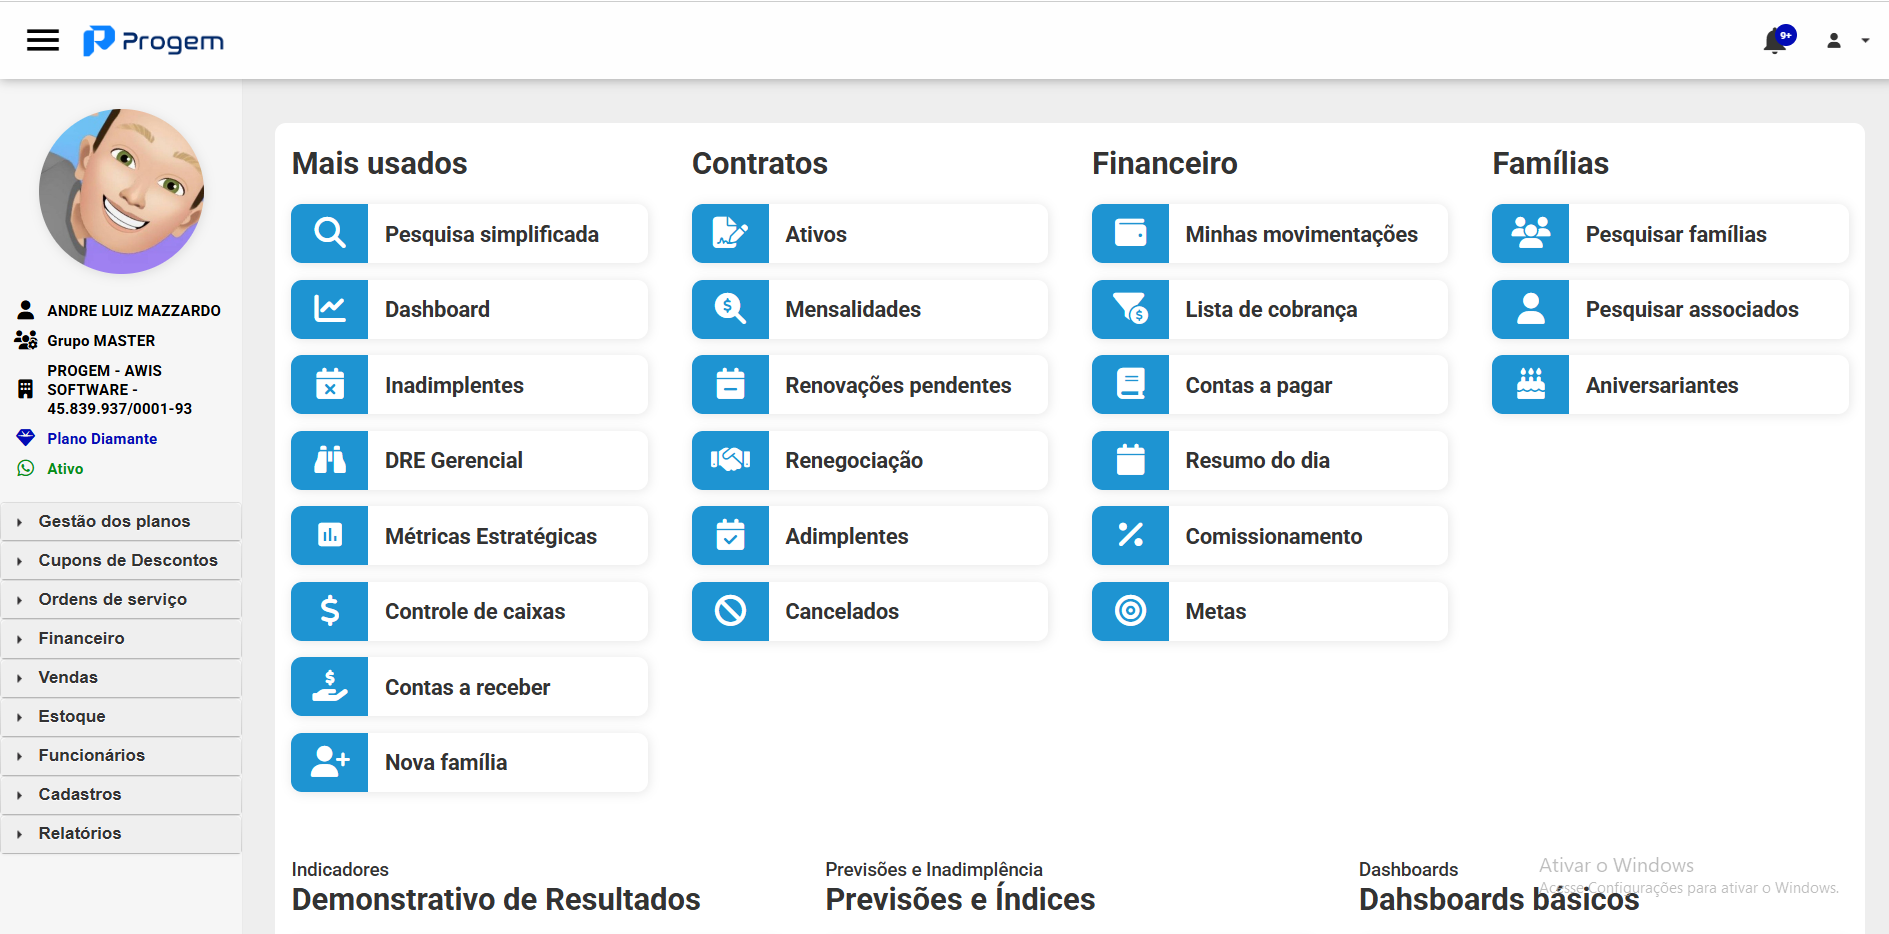 Progem
9+
ANDRE LUIZ MAZZARDO
Grupo MASTER
PROGEM - AWIS
SOFTWARE -
45.839.937/0001-93
Plano Diamante
Ativo
Gestão dos planos
Cupons de Descontos
Ordens de serviço
Financeiro
Vendas
Estoque
Funcionários
Cadastros
Relatórios
Mais usados
Pesquisa simplificada
Dashboard
Inadimplentes
DRE Gerencial
Métricas Estratégicas
Controle de caixas
Contas a receber
Nova família
Contratos
Ativos
Mensalidades
Renovações pendentes
Renegociação
Adimplentes
Cancelados
Financeiro
Minhas movimentações
Lista de cobrança
Contas a pagar
Resumo do dia
Comissionamento
Metas
Famílias
Pesquisar famílias
Pesquisar associados
Aniversariantes
Indicadores
Demonstrativo de Resultados
Previsões e Inadimplência
Previsões e Índices
Dashboards
Dahsboards básicos
Ativar o Windows
Acesse Configurações para ativar o Windows.